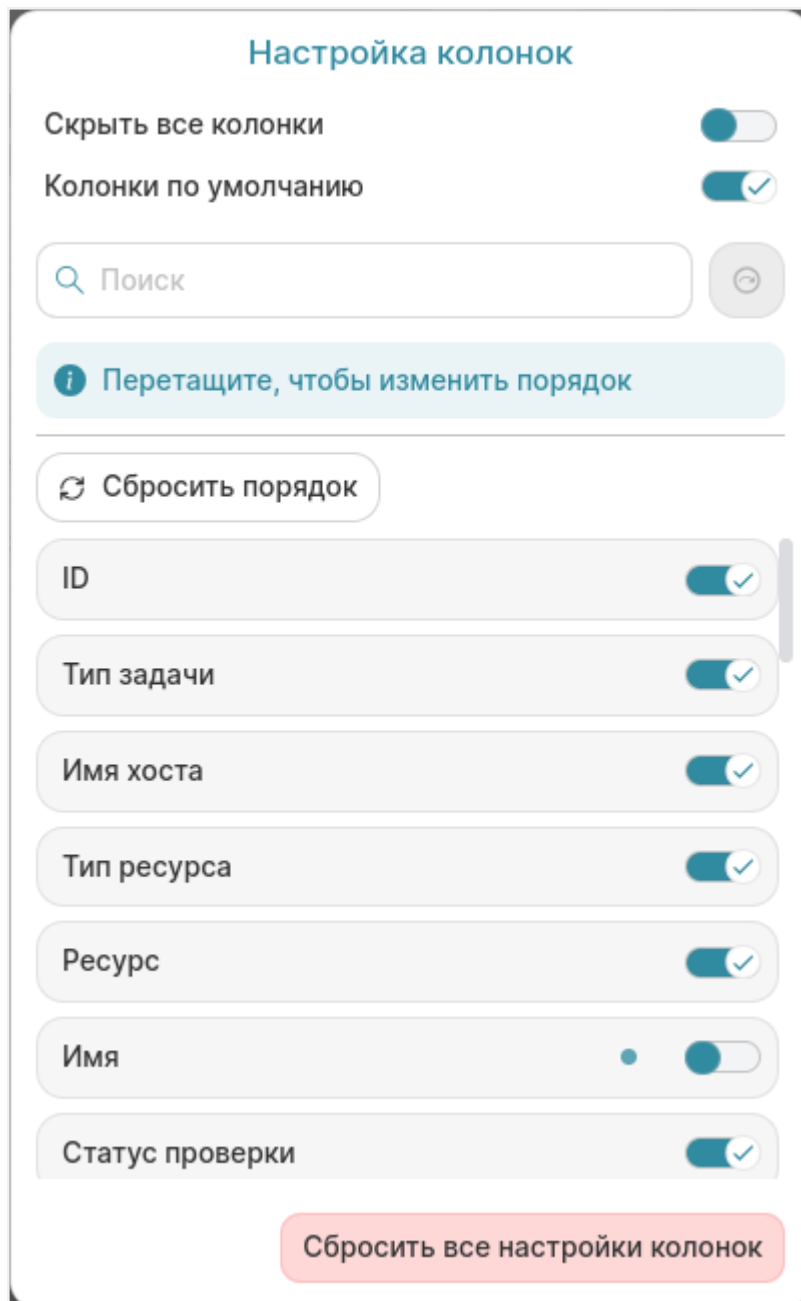 Настройка колонок
Скрыть все колонки
Колонки по умолчанию
Поиск
Перетащите, чтобы изменить порядок
Сбросить порядок
ID
Тип задачи
Имя хоста
Тип ресурса
Ресурс
Имя
Статус проверки
Сбросить все настройки колонок